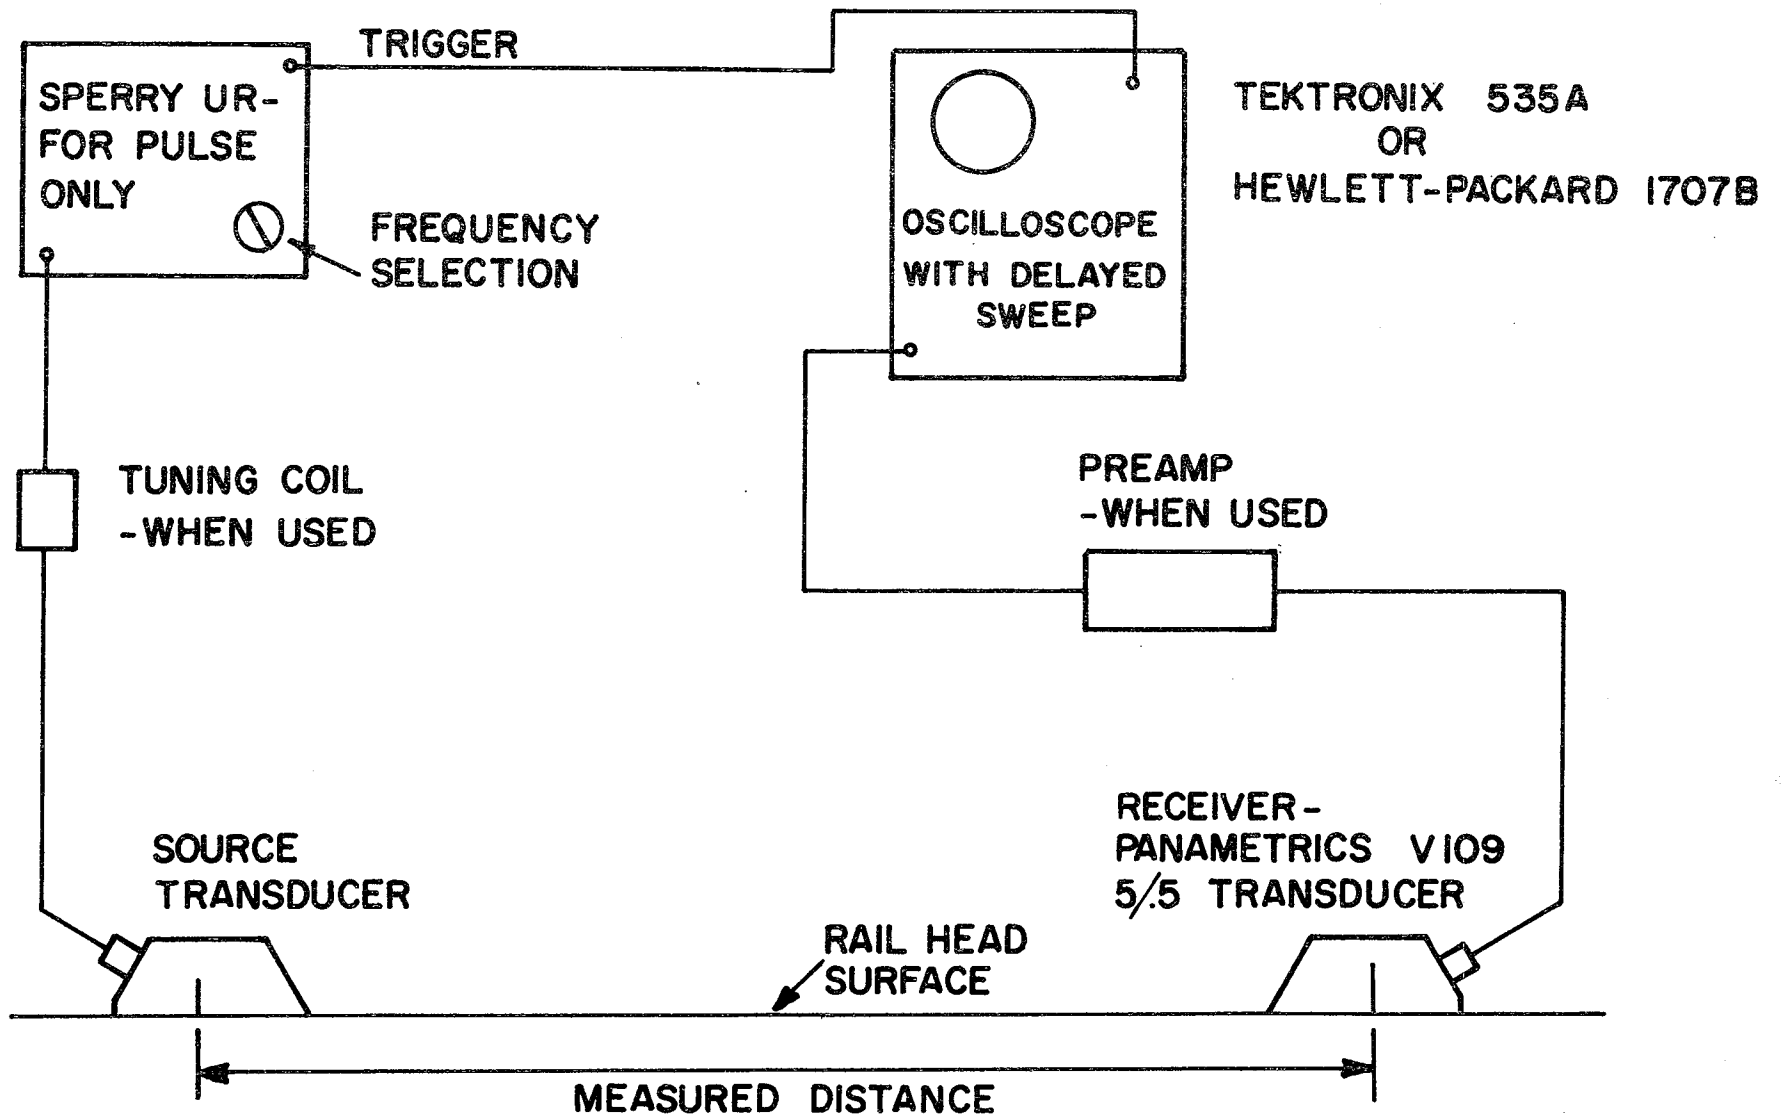 TRIGGER
SPERRY UR-
FOR PULSE
ONLY
FREQUENCY
SELECTION
OSCILLOSCOPE
WITH DELAYED
SWEEP
TEKTRONIX 535A
OR
HEWLETT-PACKARD 1707B
TUNING COIL
-WHEN USED
PREAMP
-WHEN USED
SOURCE
TRANSDUCER
RECEIVER-
PANAMETRICS V109
5/.5 TRANSDUCER
RAIL HEAD
SURFACE
MEASURED DISTANCE